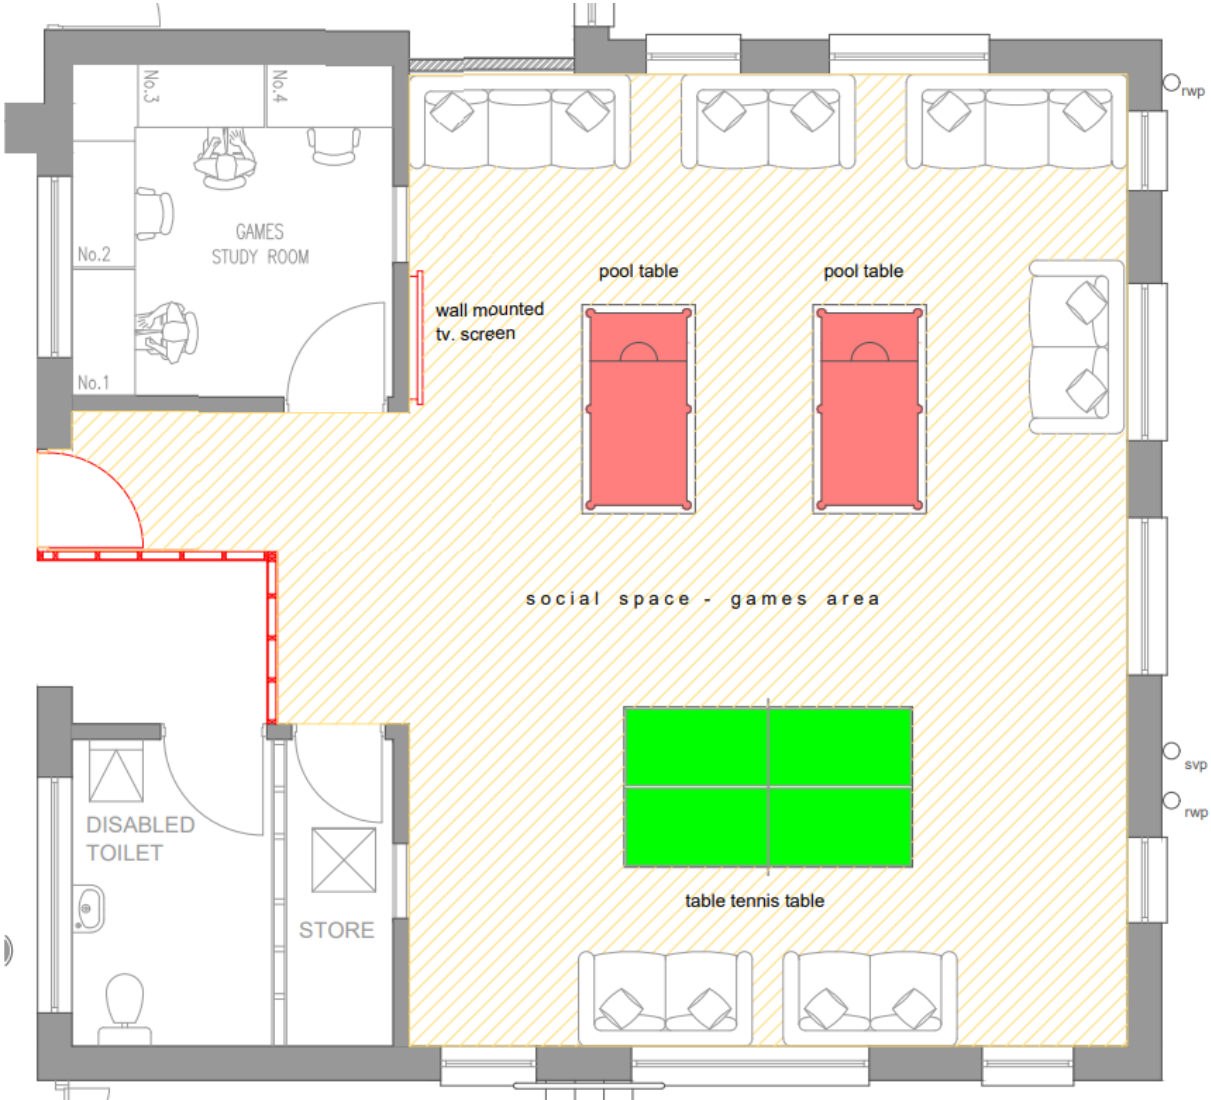 No.3
No.4
rwp
GAMES
STUDY ROOM
No.2
pool table
pool table
wall mounted
tv. screen
No.1
social space - games area
svp
rwp
DISABLED
TOILET
table tennis table
STORE